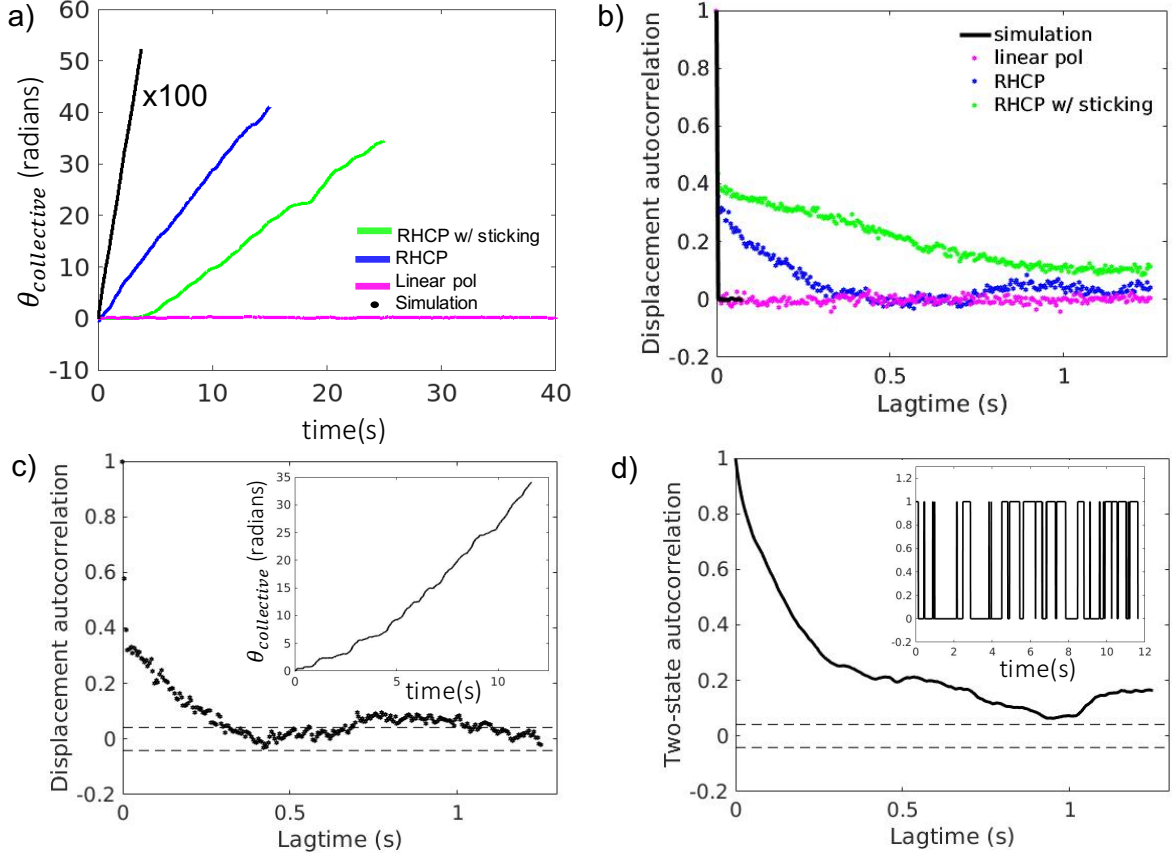 a)
60
50
40
30
20
10
0
-10
θcollective (radians)
x100
RHCP w/ sticking
RHCP
Linear pol
Simulation
0 10 20 30 40
time(s)
b)
1
0.8
0.6
0.4
0.2
0
-0.2
Displacement autocorrelation
simulation
linear pol
RHCP
RHCP w/ sticking
0 0.5 1
Lagtime (s)
c)
1
0.8
0.6
0.4
0.2
0
-0.2
Displacement autocorrelation
35
30
25
20
15
10
5
0
θcollective (radians)
0 5 10
time(s)
0 0.5 1
Lagtime (s)
d)
1
0.8
0.6
0.4
0.2
0
-0.2
Two-state autocorrelation
1.2
1
0.8
0.6
0.4
0.2
0
-0.2
0 2 4 6 8 10 12
time(s)
0 0.5 1
Lagtime (s)